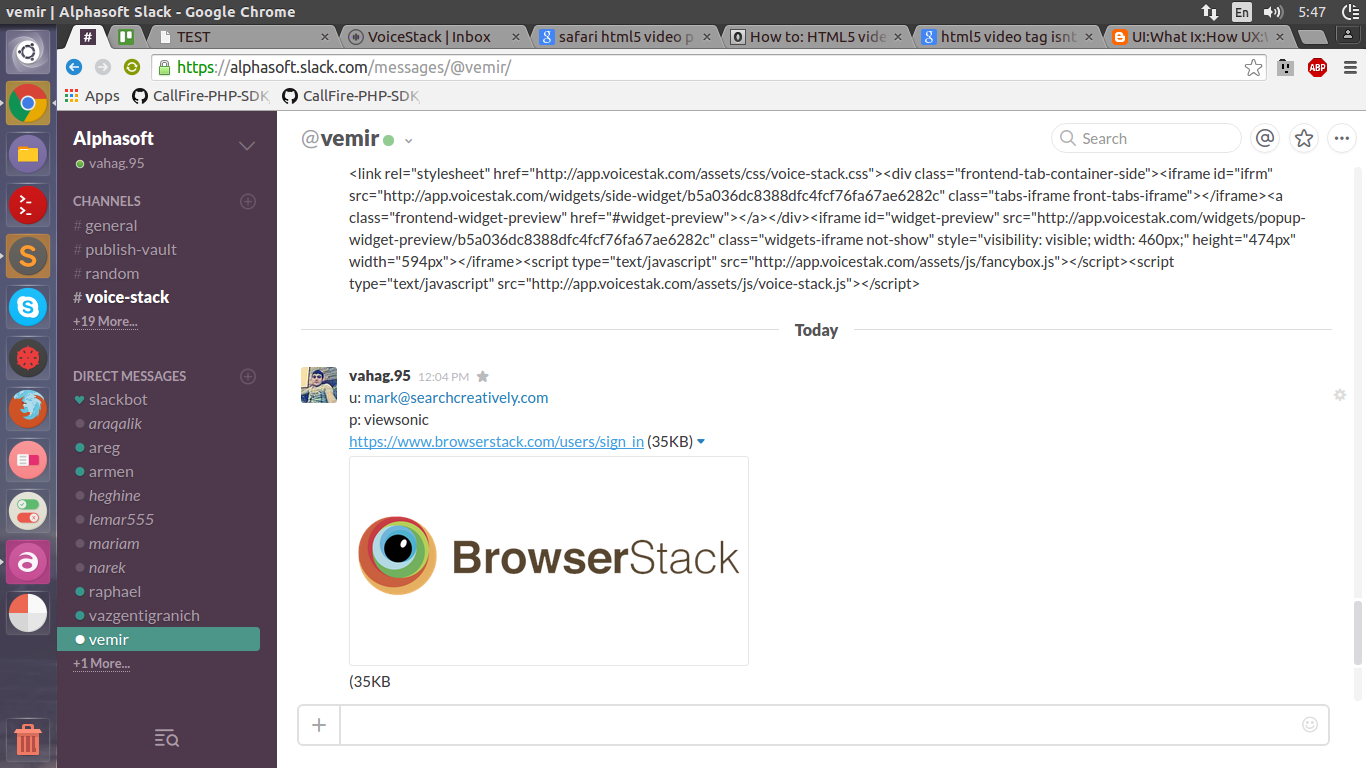 vemir | Alphasoft Slack - Google Chrome
En
5:47
#
TEST
VoiceStack | Inbox
safari html5 video p
How to: HTML5 vide
html5 video tag isnt
UI:What Ix:How UX:
https://alphasoft.slack.com/messages/@vemir/
ABP
Apps
CallFire-PHP-SDK
CallFire-PHP-SDK
Alphasoft
vahag.95
CHANNELS
# general
# publish-vault
# random
# voice-stack
+19 More...
DIRECT MESSAGES
slackbot
araqalik
areg
armen
heghine
lemar555
mariam
narek
raphael
vazgentigranich
vemir
+1 More...
@vemir
Search
@
<link rel="stylesheet" href="http://app.voicestak.com/assets/css/voice-stack.css"><div class="frontend-tab-container-side"><iframe id="ifrm"
src="http://app.voicestak.com/widgets/side-widget/b5a036dc8388dfc4fcf76fa67ae6282c" class="tabs-iframe front-tabs-iframe"></iframe><a
class="frontend-widget-preview" href="#widget-preview"></a></div><iframe id="widget-preview" src="http://app.voicestak.com/widgets/popup-
widget-preview/b5a036dc8388dfc4fcf76fa67ae6282c" class="widgets-iframe not-show" style="visibility: visible; width: 460px;" height="474px"
width="594px"></iframe><script type="text/javascript" src="http://app.voicestak.com/assets/js/fancybox.js"></script><script
type="text/javascript" src="http://app.voicestak.com/assets/js/voice-stack.js"></script>
Today
vahag.95 12:04 PM
u: mark@searchcreatively.com
p: viewsonic
https://www.browserstack.com/users/sign_in (35KB)
BrowserStack
(35KB